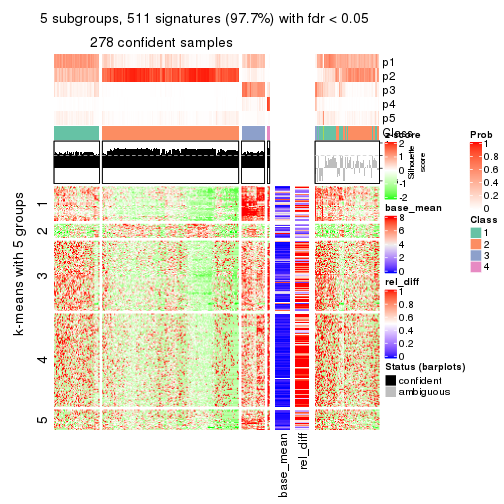 5 subgroups, 511 signatures (97.7%) with fdr < 0.05
278 confident samples
p1
p2
p3
p4
p5
Class
z-score
2
1
0
-1
-2
Silhouette
score
Prob
1
0.8
0.6
0.4
0.2
0
Class
1
2
3
4
base_mean
8
6
4
2
0
rel_diff
1
0.8
0.6
0.4
0.2
0
Status (barplots)
confident
ambiguous
k-means with 5 groups
1
2
3
4
5
base_mean
rel_diff